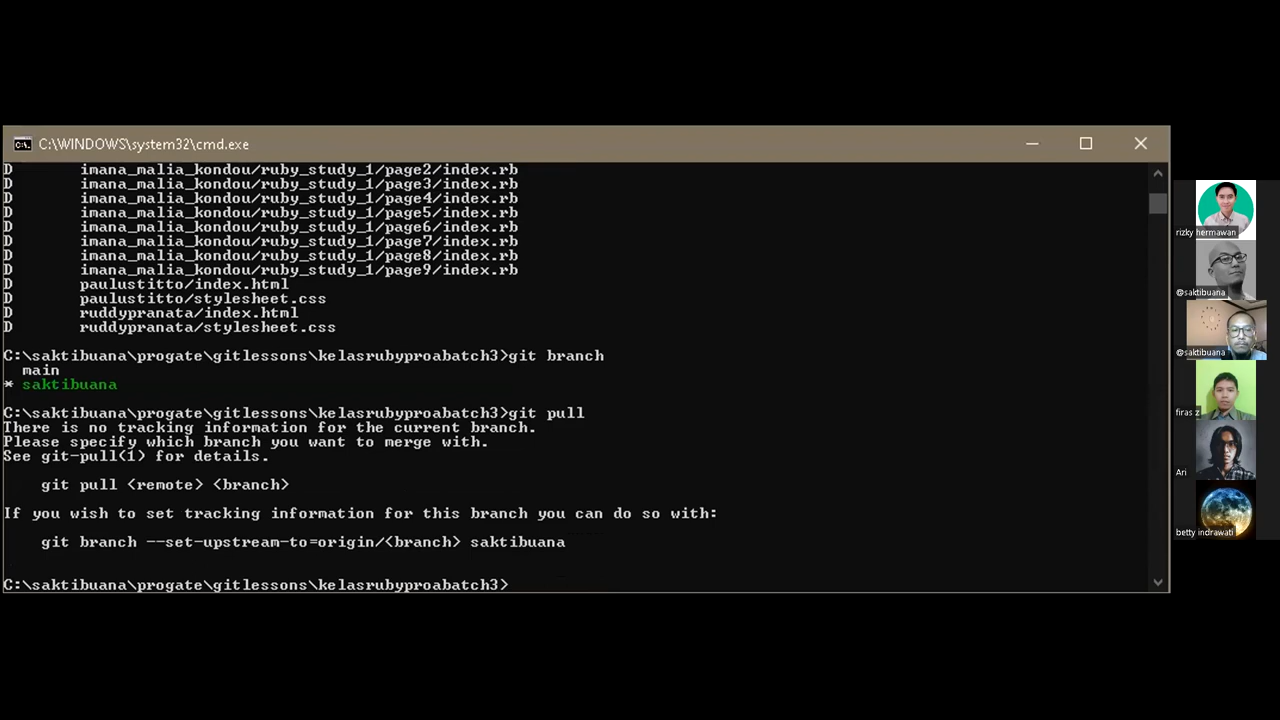 C:\WINDOWS\system32\cmd.exe
D imana_malia_kondou/ruby_study_1/page2/index.rb
D imana_malia_kondou/ruby_study_1/page3/index.rb
D imana_malia_kondou/ruby_study_1/page4/index.rb
D imana_malia_kondou/ruby_study_1/page5/index.rb
D imana_malia_kondou/ruby_study_1/page6/index.rb
D imana_malia_kondou/ruby_study_1/page7/index.rb
D imana_malia_kondou/ruby_study_1/page8/index.rb
D imana_malia_kondou/ruby_study_1/page9/index.rb
D paulustitto/index.html
D paulustitto/stylesheet.css
D ruddypranata/index.html
D ruddypranata/stylesheet.css
C:\saktibuana\progate\gitlessons\kelasrubyproabatch3>git branch
main
* saktibuana
C:\saktibuana\progate\gitlessons\kelasrubyproabatch3>git pull
There is no tracking information for the current branch.
Please specify which branch you want to merge with.
See git-pull(1) for details.
git pull <remote> <branch>
If you wish to set tracking information for this branch you can do so with:
git branch --set-upstream-to=origin/<branch> saktibuana
C:\saktibuana\progate\gitlessons\kelasrubyproabatch3>
rizky hermawan
@saktibuana
@saktibuana
firas z
Ari
betty indrawati